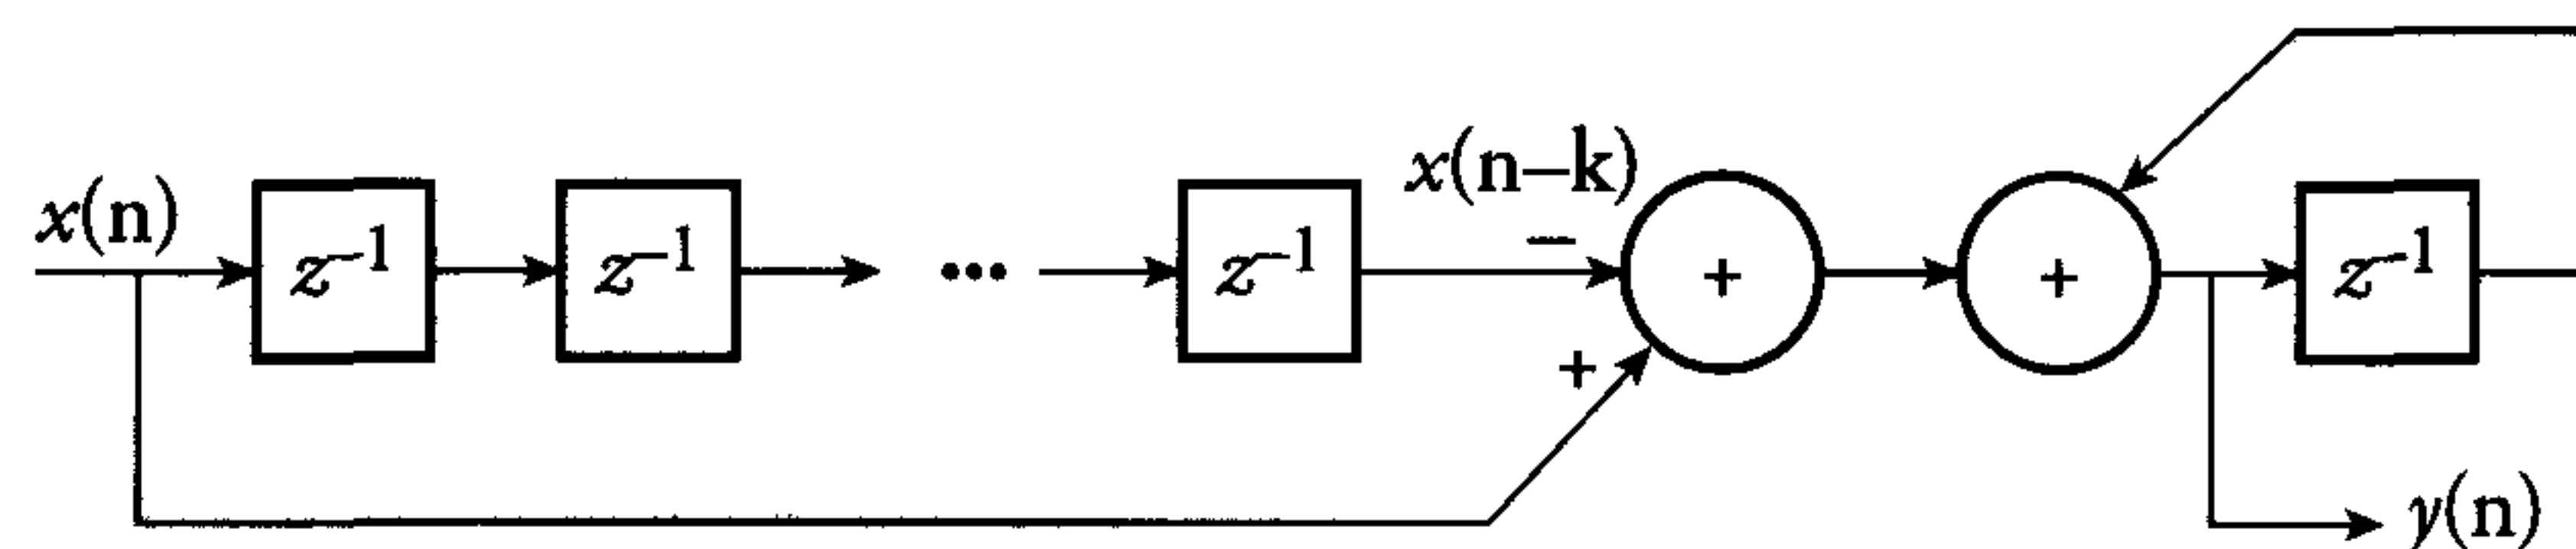 x(n)
z⁻¹
z⁻¹
...
z⁻¹
x(n–k)
–
+
+
+
z⁻¹
y(n)